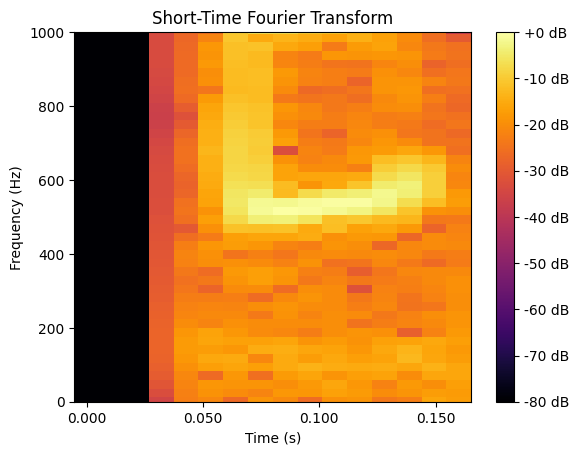 Short-Time Fourier Transform
1000
800
600
400
200
0
Frequency (Hz)
0.000
0.050
0.100
0.150
Time (s)
+0 dB
-10 dB
-20 dB
-30 dB
-40 dB
-50 dB
-60 dB
-70 dB
-80 dB